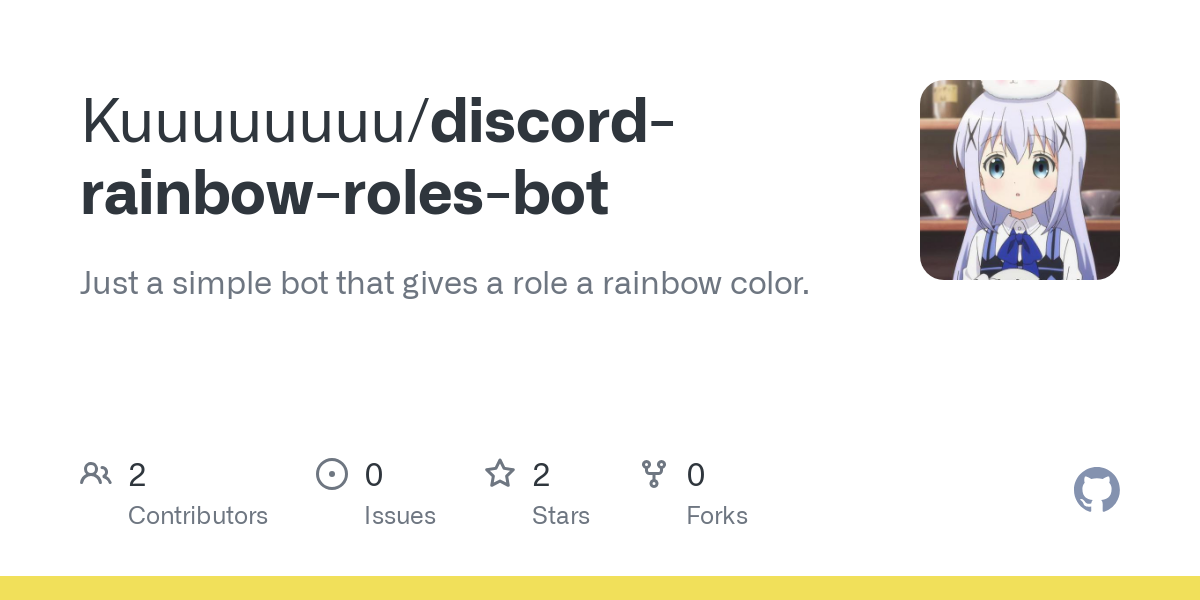 Kuuuuuuuu/discord-
rainbow-roles-bot
Just a simple bot that gives a role a rainbow color.
2
Contributors
0
Issues
2
Stars
0
Forks